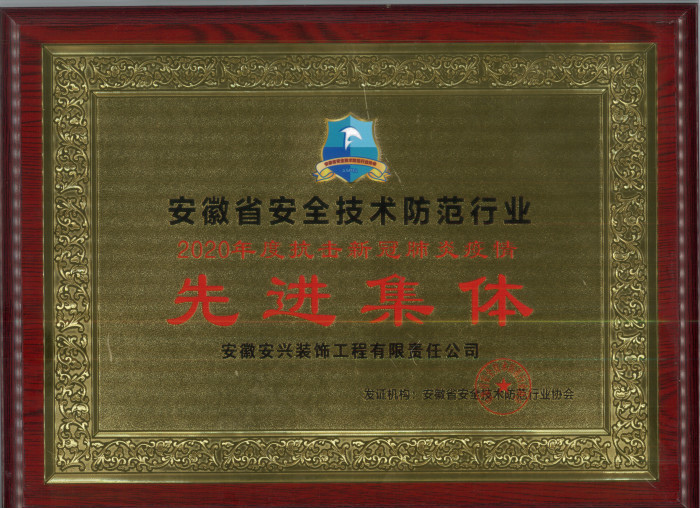 安徽省安全技术防范行业
2020年度抗击新冠肺炎疫情
先进集体
安徽安兴装饰工程有限责任公司
发证机构：安徽省安全技术防范行业协会